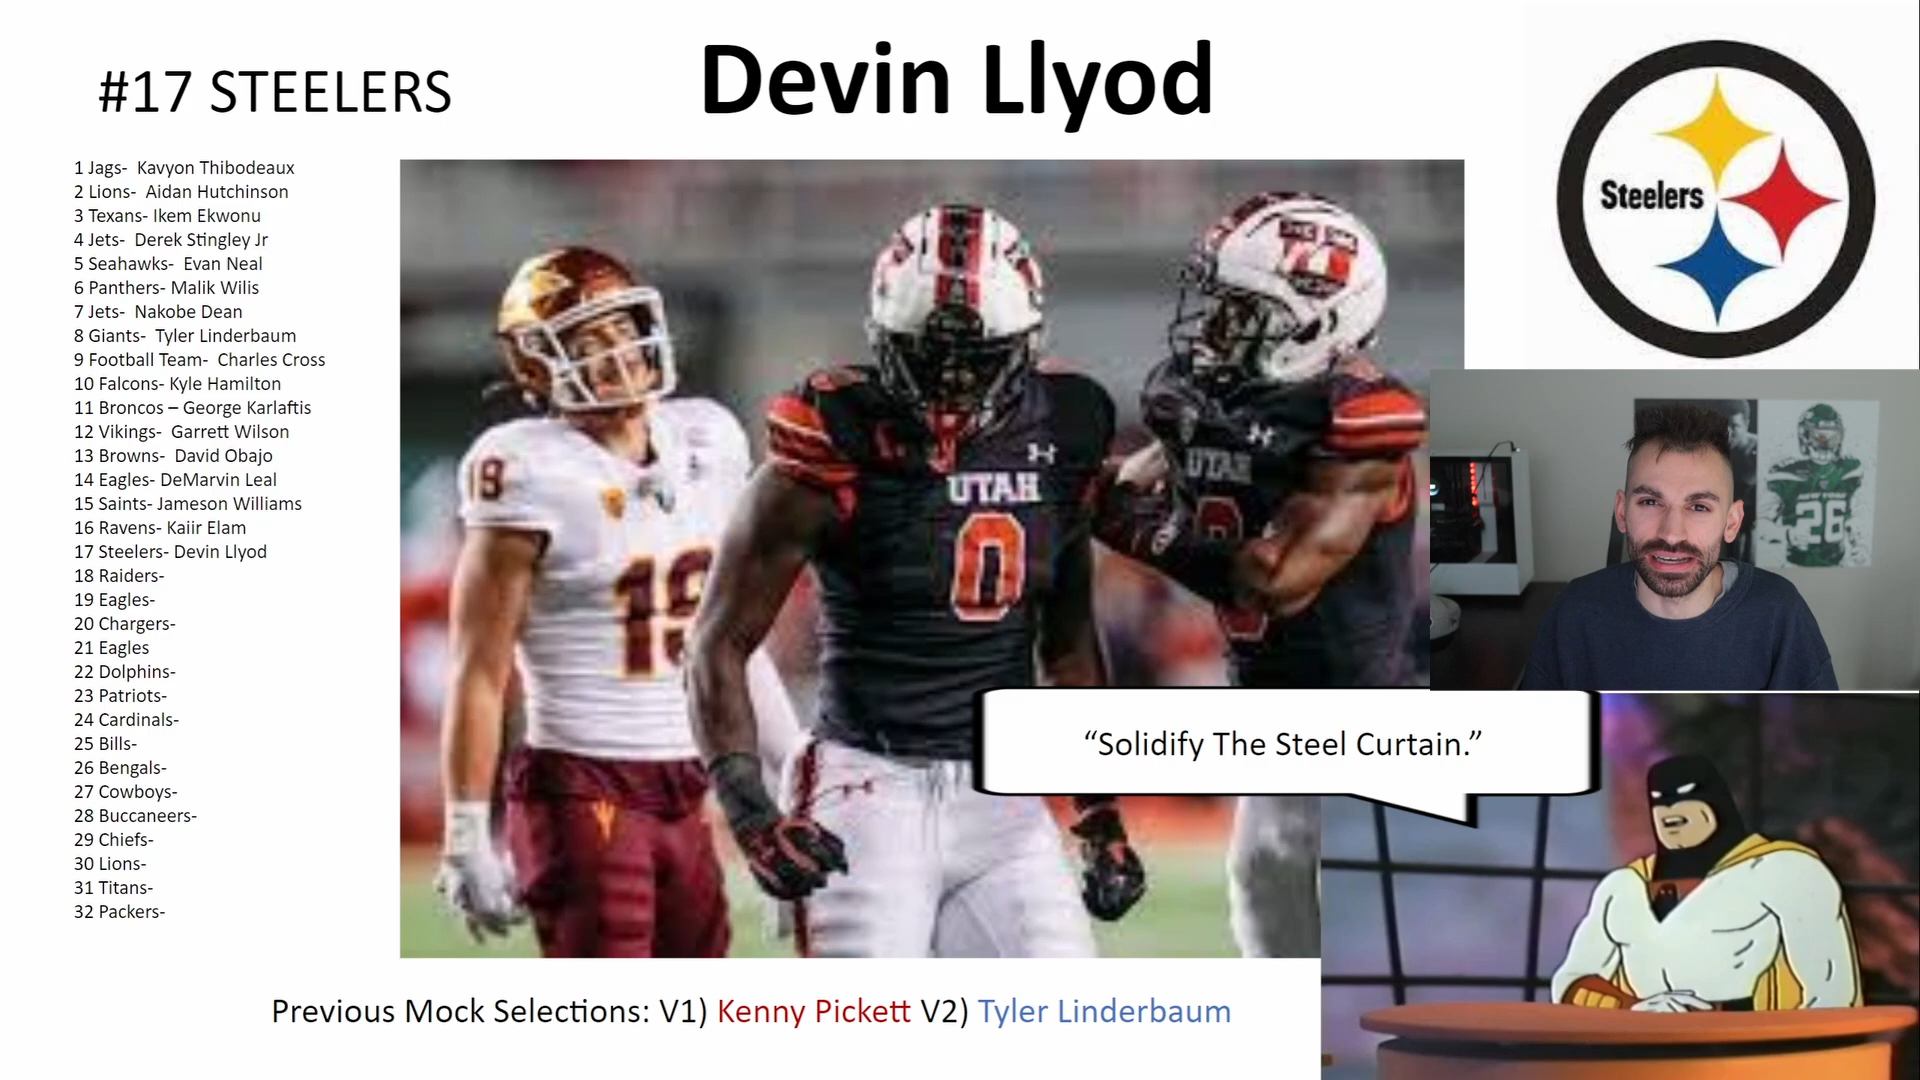 #17 STEELERS
Devin Llyod
Steelers
1 Jags- Kavyon Thibodeaux
2 Lions- Aidan Hutchinson
3 Texans- Ikem Ekwonu
4 Jets- Derek Stingley Jr
5 Seahawks- Evan Neal
6 Panthers- Malik Wilis
7 Jets- Nakobe Dean
8 Giants- Tyler Linderbaum
9 Football Team- Charles Cross
10 Falcons- Kyle Hamilton
11 Broncos – George Karlaftis
12 Vikings- Garrett Wilson
13 Browns- David Obajo
14 Eagles- DeMarvin Leal
15 Saints- Jameson Williams
16 Ravens- Kaiir Elam
17 Steelers- Devin Llyod
18 Raiders-
19 Eagles-
20 Chargers-
21 Eagles
22 Dolphins-
23 Patriots-
24 Cardinals-
25 Bills-
26 Bengals-
27 Cowboys-
28 Buccaneers-
29 Chiefs-
30 Lions-
31 Titans-
32 Packers-
19
19
UTAH
0
UTAH
NEW YORK
26
“Solidify The Steel Curtain.”
Previous Mock Selections: V1) Kenny Pickett V2) Tyler Linderbaum